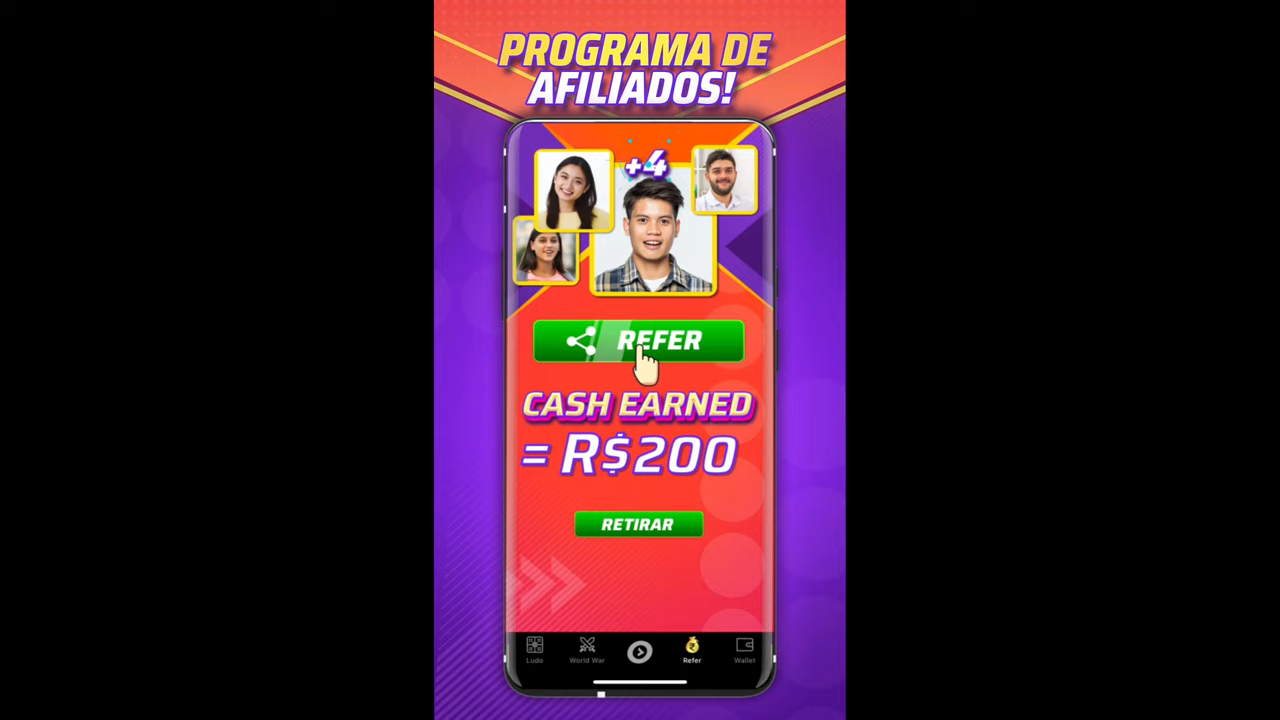 PROGRAMA DE
AFILIADOS!
+4
REFER
CASH EARNED
= R$200
RETIRAR
Ludo
World War
Refer
Wallet